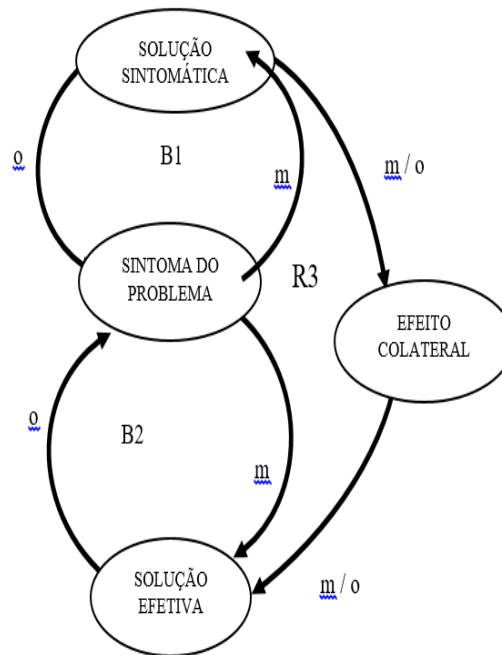 SOLUÇÃO
SINTOMÁTICA
o
B1
m
m / o
SINTOMA DO
PROBLEMA
R3
EFEITO
COLATERAL
o
B2
m
SOLUÇÃO
EFETIVA
m / o